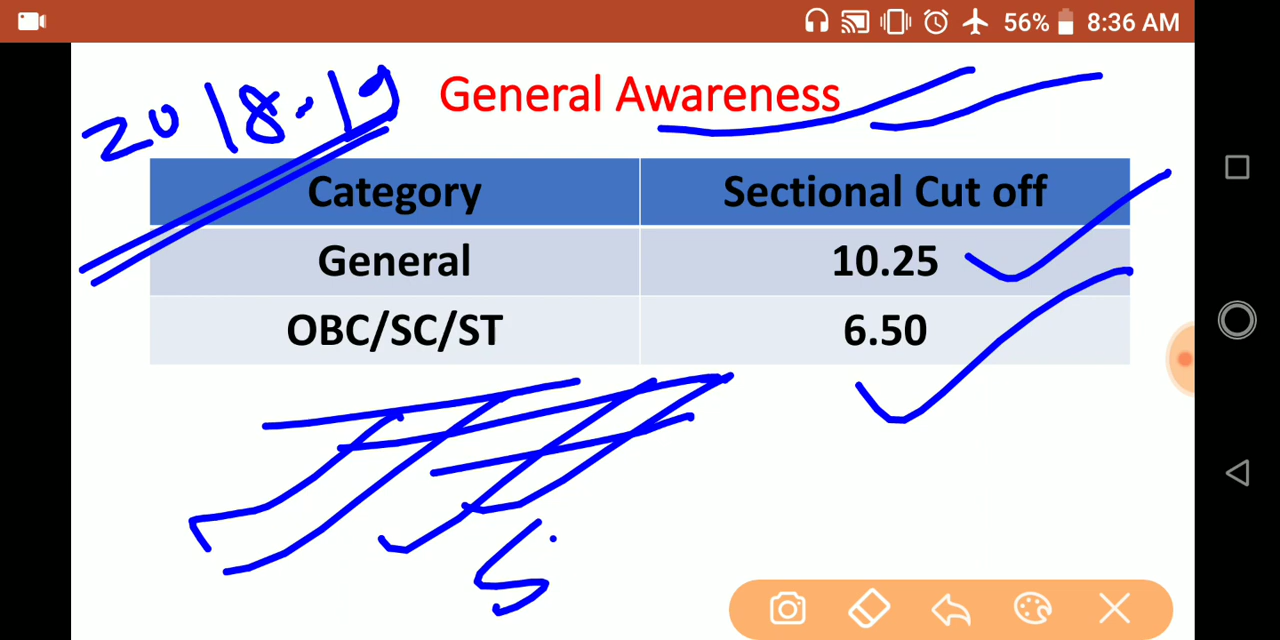 56% 8:36 AM
2018-19
General Awareness
Category Sectional Cut off
General 10.25
OBC/SC/ST 6.50
S